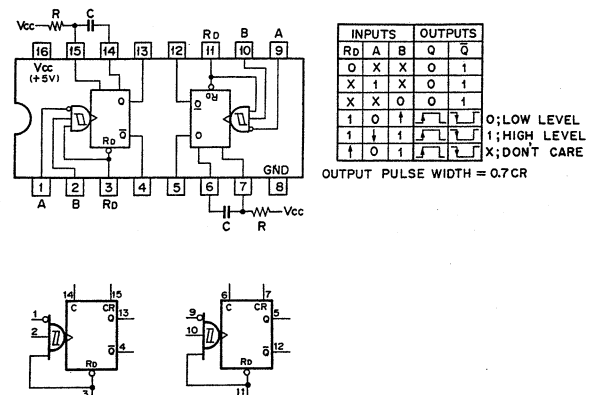 Vcc R C
RD B A
16 15 14 13 12 11 10 9
Vcc
(+5V)
Q Q̅
RD
Q̅ Q
RD
GND
1 2 3 4 5 6 7 8
A B RD
C R Vcc
INPUTS OUTPUTS
RD A B Q Q̅
0 X X 0 1
X 1 X 0 1
X X 0 0 1
1 0 ↑ 0; LOW LEVEL
1 ↓ 1 1; HIGH LEVEL
↑ 0 1 X; DON'T CARE
OUTPUT PULSE WIDTH = 0.7CR
14 15
C CR
1
2
Q 13
Q̅ 4
RD
3
6 7
C CR
9
10
Q 5
Q̅ 12
RD
11